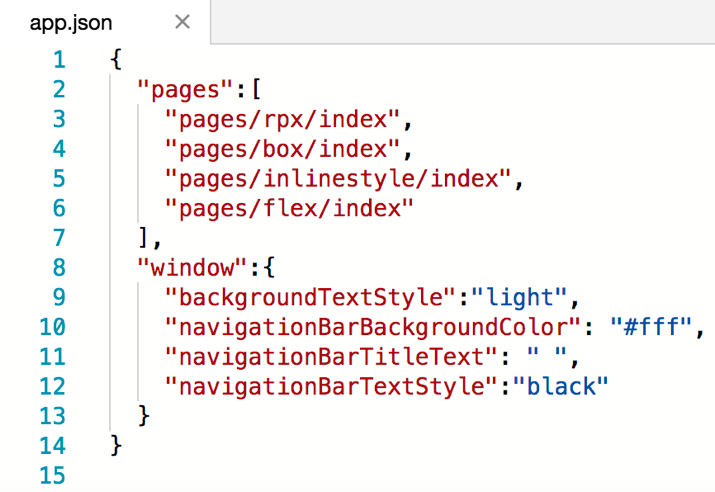 app.json ×
1 {
2 "pages":[
3 "pages/rpx/index",
4 "pages/box/index",
5 "pages/inlinestyle/index",
6 "pages/flex/index"
7 ],
8 "window":{
9 "backgroundTextStyle":"light",
10 "navigationBarBackgroundColor": "#fff",
11 "navigationBarTitleText": " ",
12 "navigationBarTextStyle":"black"
13 }
14 }
15